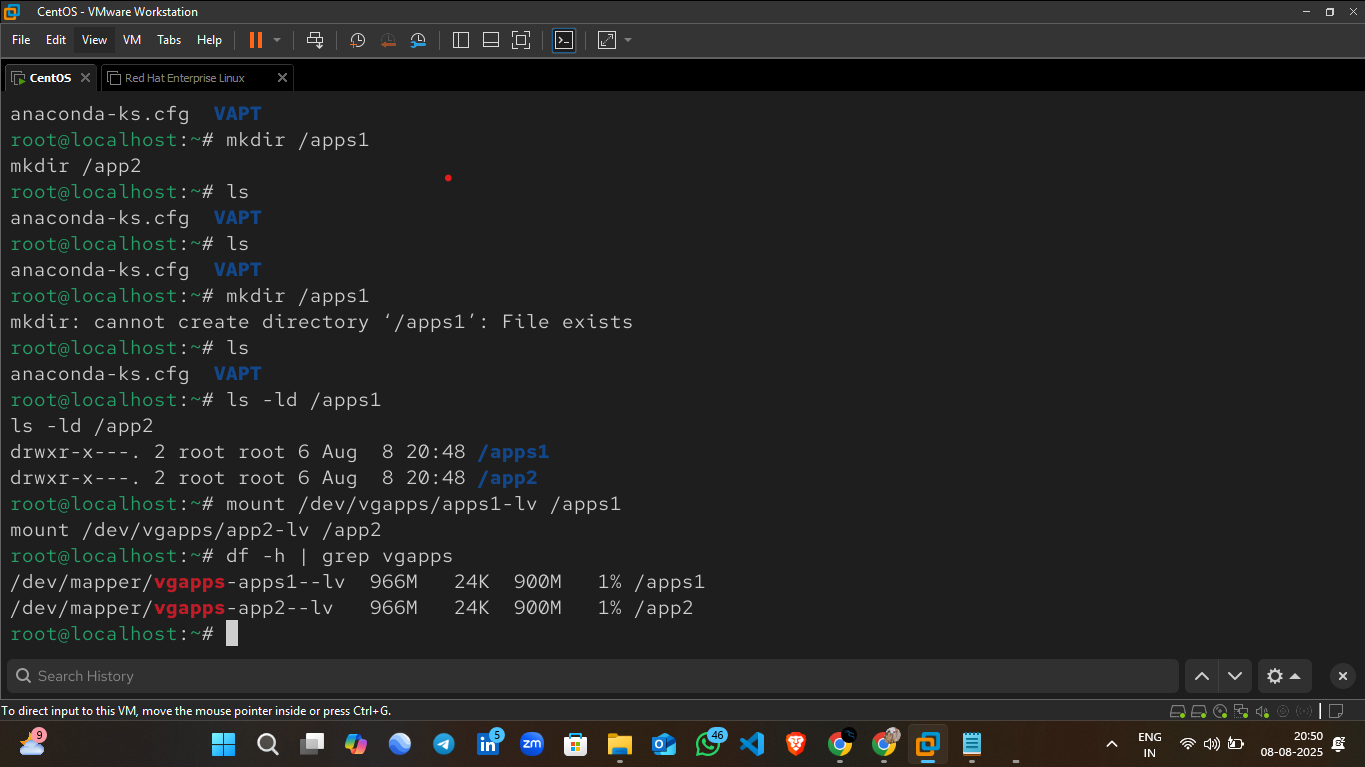 CentOS - VMware Workstation
File Edit View VM Tabs Help
CentOS Red Hat Enterprise Linux
anaconda-ks.cfg  VAPT
root@localhost:~# mkdir /apps1
mkdir /app2
root@localhost:~# ls
anaconda-ks.cfg  VAPT
root@localhost:~# ls
anaconda-ks.cfg  VAPT
root@localhost:~# mkdir /apps1
mkdir: cannot create directory ‘/apps1’: File exists
root@localhost:~# ls
anaconda-ks.cfg  VAPT
root@localhost:~# ls -ld /apps1
ls -ld /app2
drwxr-x---. 2 root root 6 Aug  8 20:48 /apps1
drwxr-x---. 2 root root 6 Aug  8 20:48 /app2
root@localhost:~# mount /dev/vgapps/apps1-lv /apps1
mount /dev/vgapps/app2-lv /app2
root@localhost:~# df -h | grep vgapps
/dev/mapper/vgapps-apps1--lv  966M   24K  900M   1% /apps1
/dev/mapper/vgapps-app2--lv   966M   24K  900M   1% /app2
root@localhost:~#
Search History
To direct input to this VM, move the mouse pointer inside or press Ctrl+G.
9
in 5
zm
46
ENG
IN
20:50
08-08-2025